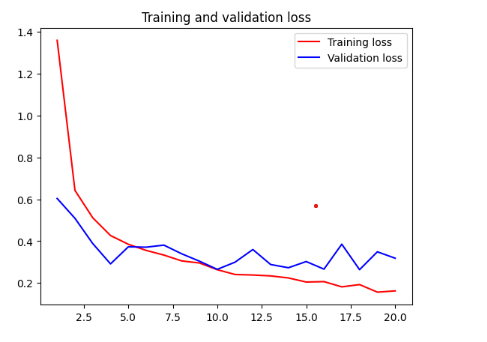 Training and validation loss
1.4
1.2
1.0
0.8
0.6
0.4
0.2
Training loss
Validation loss
2.5 5.0 7.5 10.0 12.5 15.0 17.5 20.0